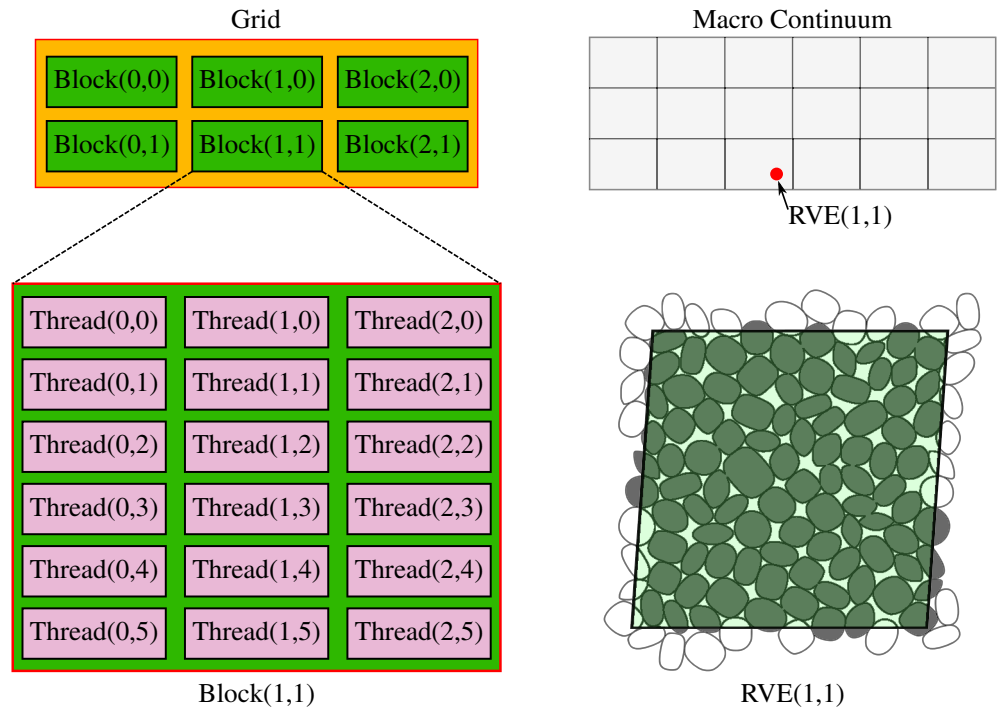 Grid
Block(0,0) Block(1,0) Block(2,0)
Block(0,1) Block(1,1) Block(2,1)
Thread(0,0) Thread(1,0) Thread(2,0)
Thread(0,1) Thread(1,1) Thread(2,1)
Thread(0,2) Thread(1,2) Thread(2,2)
Thread(0,3) Thread(1,3) Thread(2,3)
Thread(0,4) Thread(1,4) Thread(2,4)
Thread(0,5) Thread(1,5) Thread(2,5)
Block(1,1)
Macro Continuum
RVE(1,1)
RVE(1,1)